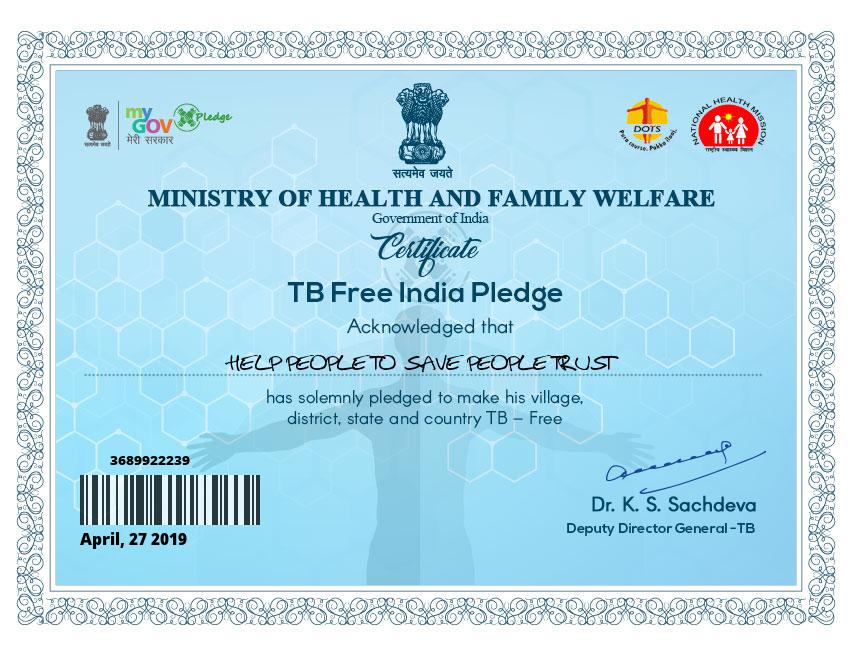 सत्यमेव जयते
my
GOV
मेरी सरकार
Pledge
सत्यमेव जयते
DOTS
Pura course, Pakka ilaj.
NATIONAL HEALTH MISSION
राष्ट्रीय स्वास्थ्य मिशन
MINISTRY OF HEALTH AND FAMILY WELFARE
Government of India
Certificate
TB Free India Pledge
Acknowledged that
HELP PEOPLE TO SAVE PEOPLE TRUST
has solemnly pledged to make his village,
district, state and country TB – Free
3689922239
April, 27 2019
Dr. K. S. Sachdeva
Deputy Director General -TB